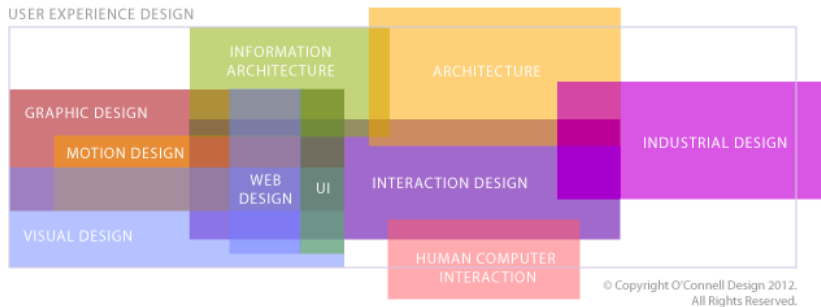 USER EXPERIENCE DESIGN
INFORMATION
ARCHITECTURE
ARCHITECTURE
GRAPHIC DESIGN
MOTION DESIGN
INDUSTRIAL DESIGN
WEB
DESIGN
UI
INTERACTION DESIGN
VISUAL DESIGN
HUMAN COMPUTER
INTERACTION
© Copyright O'Connell Design 2012.
All Rights Reserved.